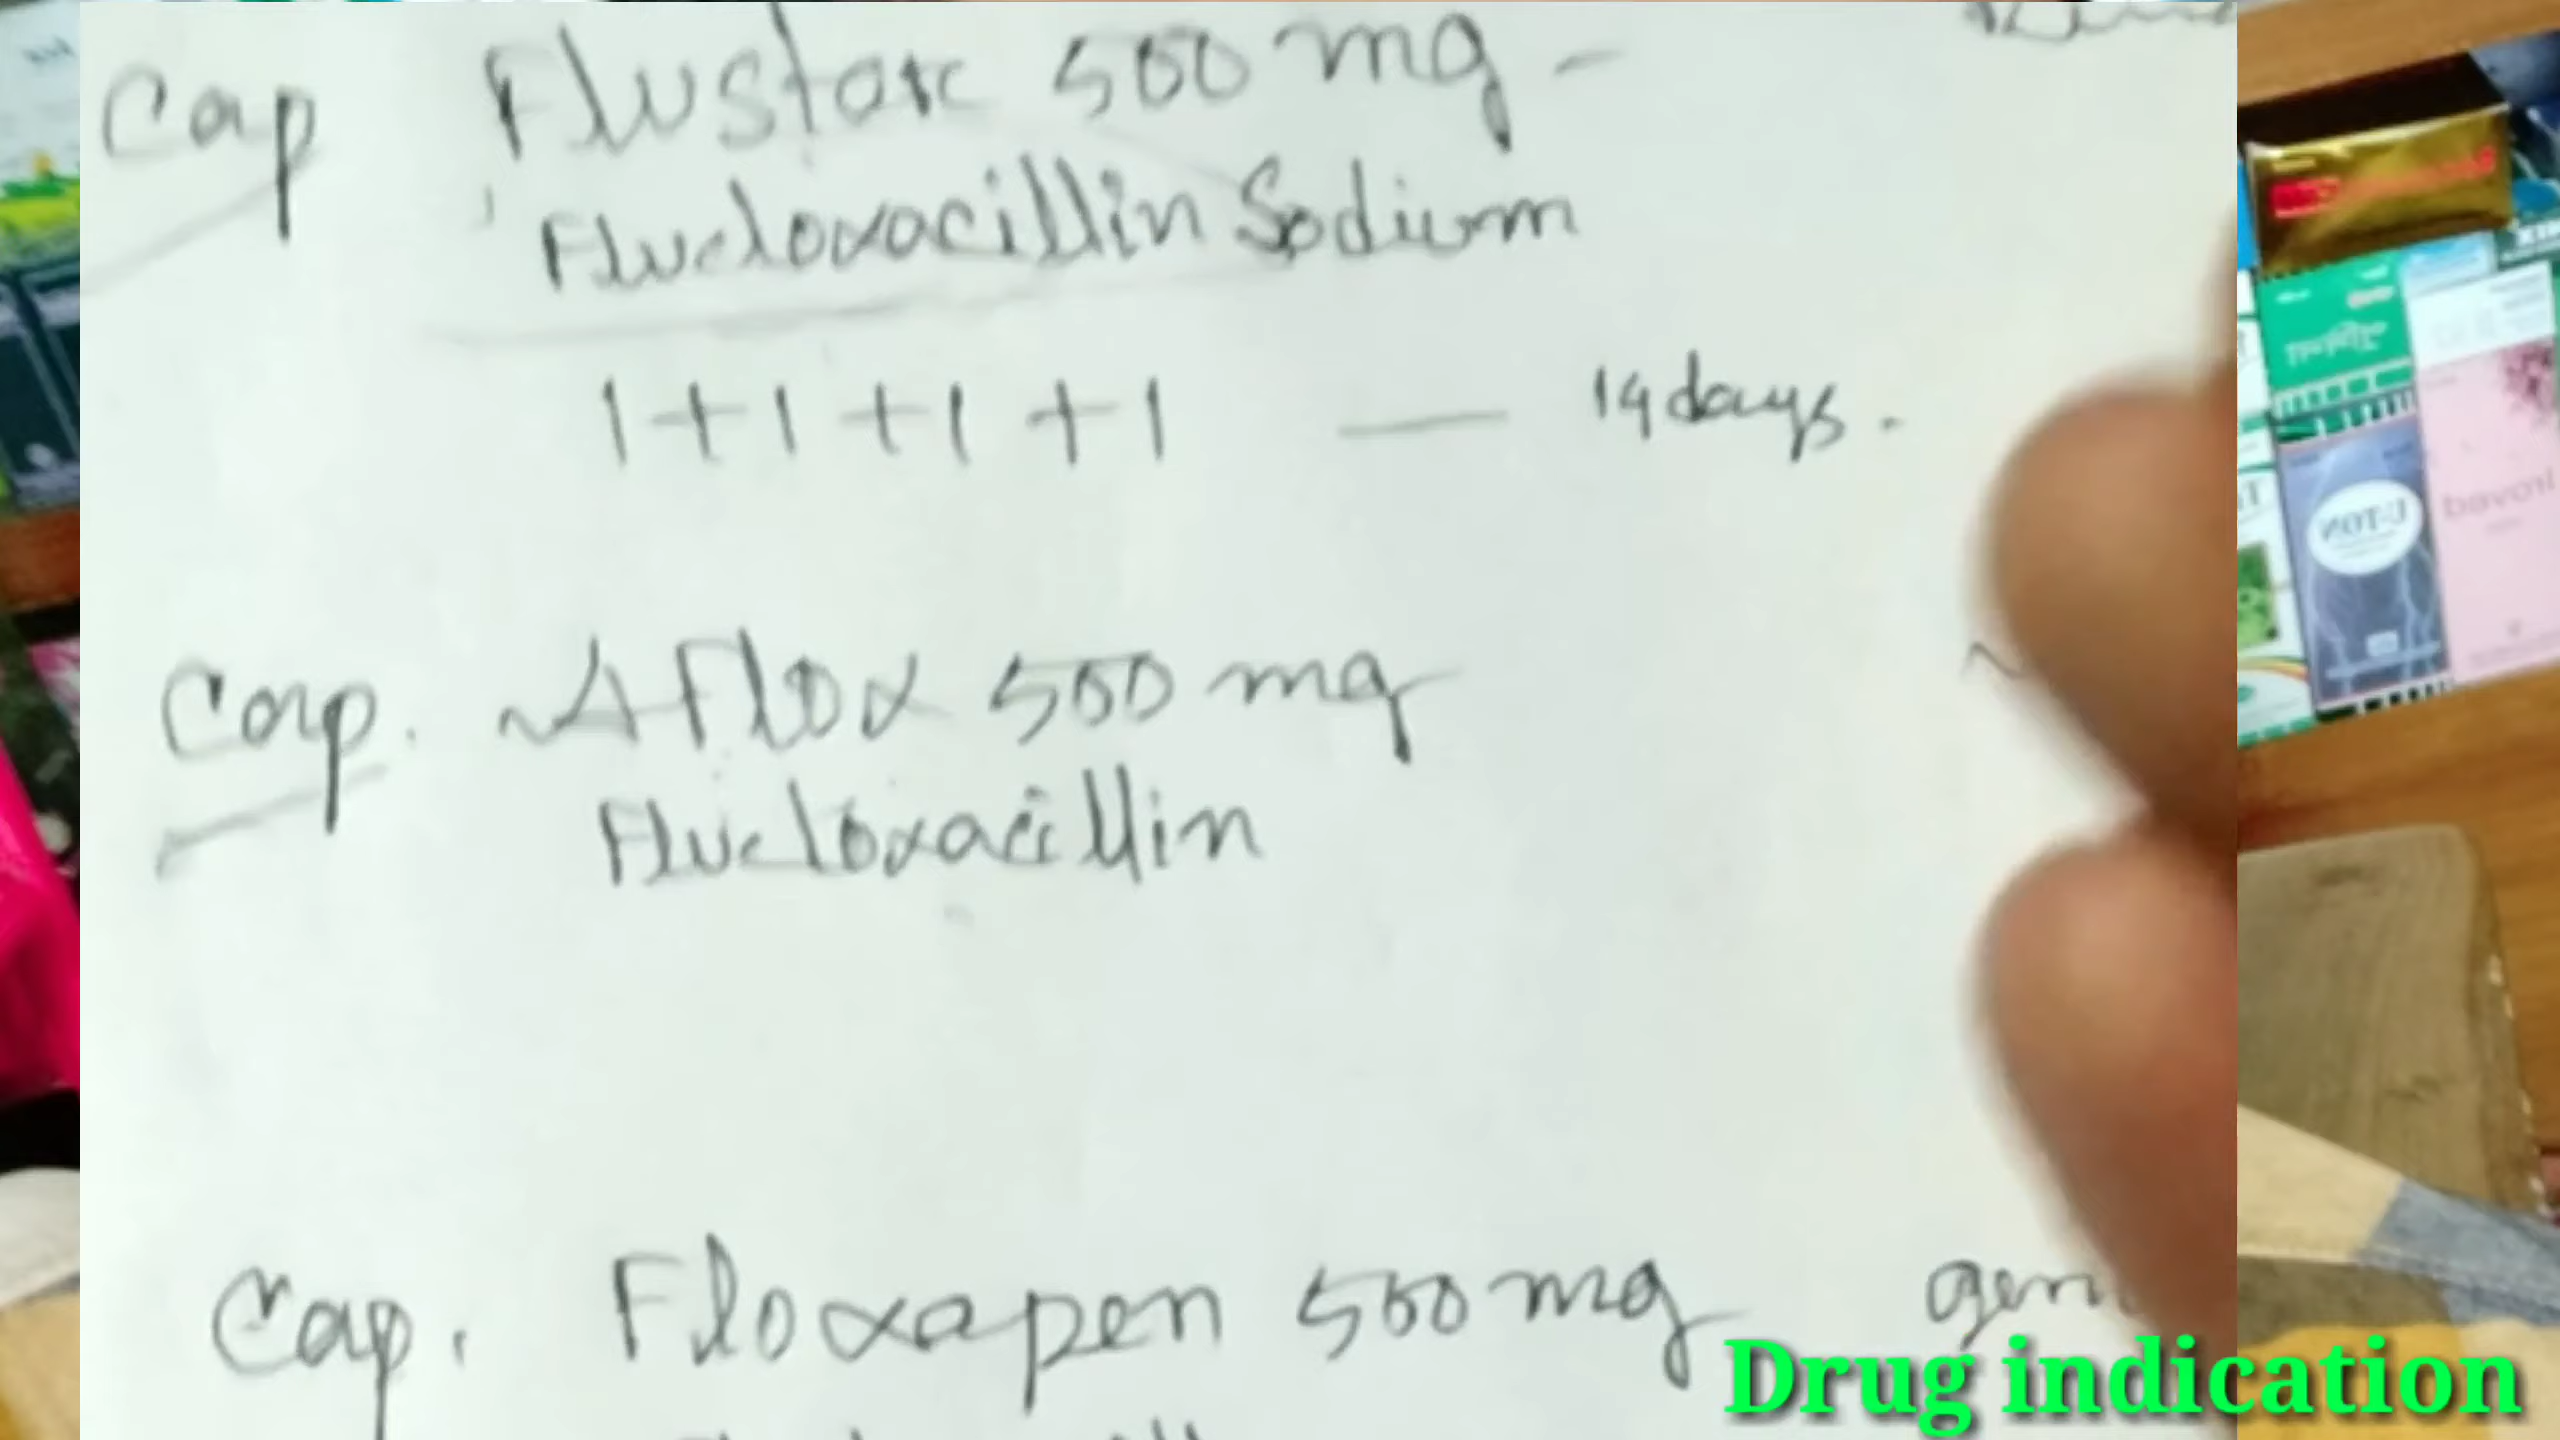 Cap Flustar 500 mg -
Flucloxacillin Sodium
1 + 1 + 1 + 1 — 14 days.
Cap. A Flox 500 mg
Flucloxacillin
Cap. Floxapen 500 mg
Drug indication